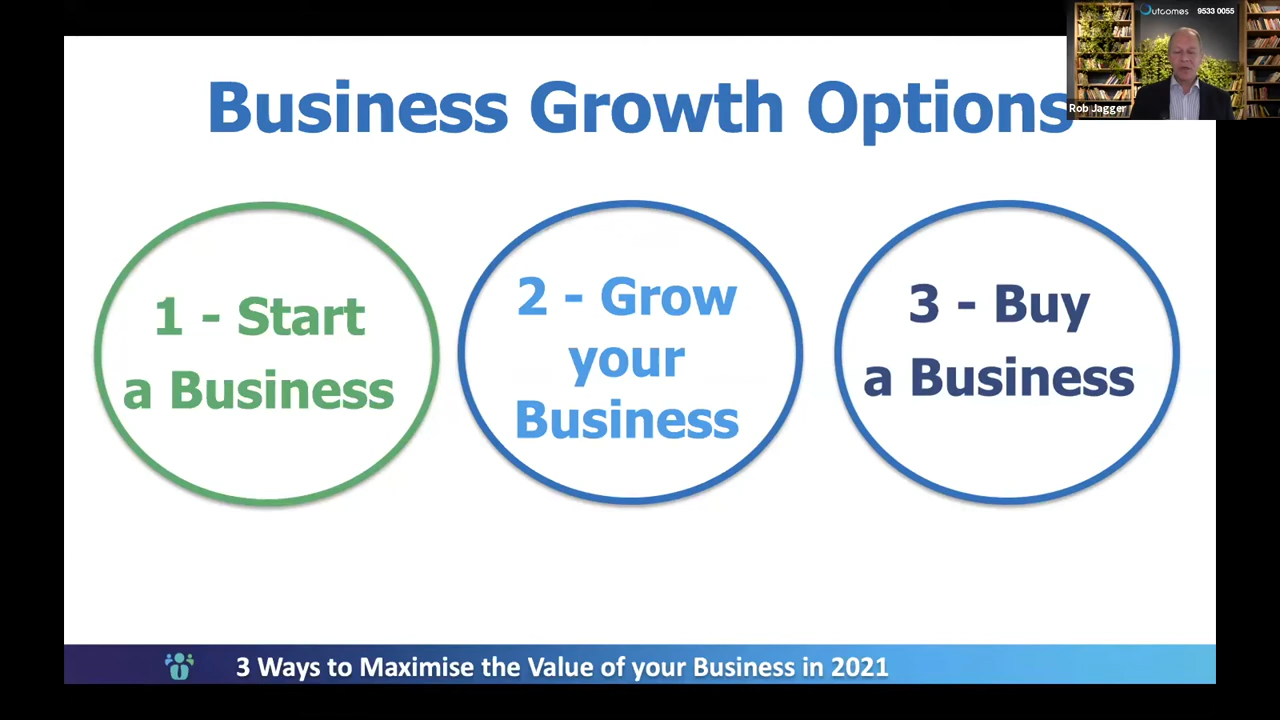 Outcomes 9533 0055
Rob Jagger
Business Growth Options
1 - Start
a Business
2 - Grow
your
Business
3 - Buy
a Business
3 Ways to Maximise the Value of your Business in 2021